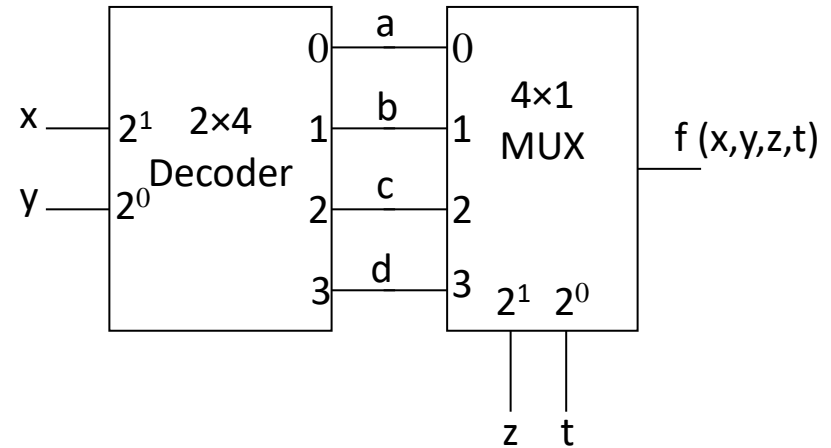 x
y
2¹
2⁰
2×4
Decoder
0
1
2
3
a
b
c
d
0
1
2
3
4×1
MUX
2¹ 2⁰
z t
f (x,y,z,t)